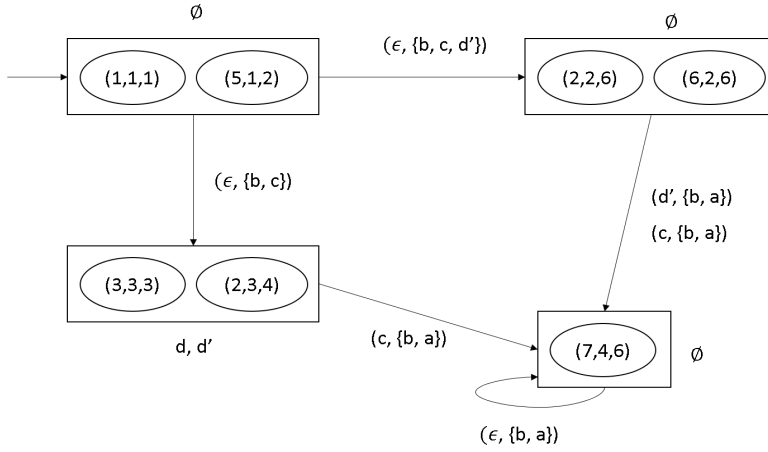 ∅
∅
(1,1,1) (5,1,2)
(ϵ, {b, c, d’})
(2,2,6) (6,2,6)
(ϵ, {b, c})
(d’, {b, a})
(c, {b, a})
(3,3,3) (2,3,4)
d, d’
(c, {b, a})
(7,4,6)
∅
(ϵ, {b, a})